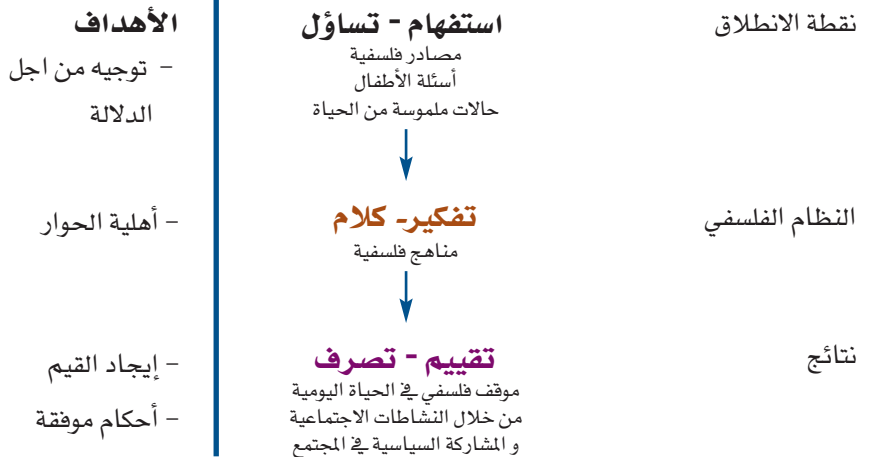 نقطة الانطلاق
استفهام - تساؤل
مصادر فلسفية
أسئلة الأطفال
حالات ملموسة من الحياة
الأهداف
– توجيه من اجل
الدلالة
النظام الفلسفي
تفكير- كلام
مناهج فلسفية
– أهلية الحوار
نتائج
تقييم - تصرف
موقف فلسفي في الحياة اليومية
من خلال النشاطات الاجتماعية
و المشاركة السياسية في المجتمع
– إيجاد القيم
– أحكام موفقة